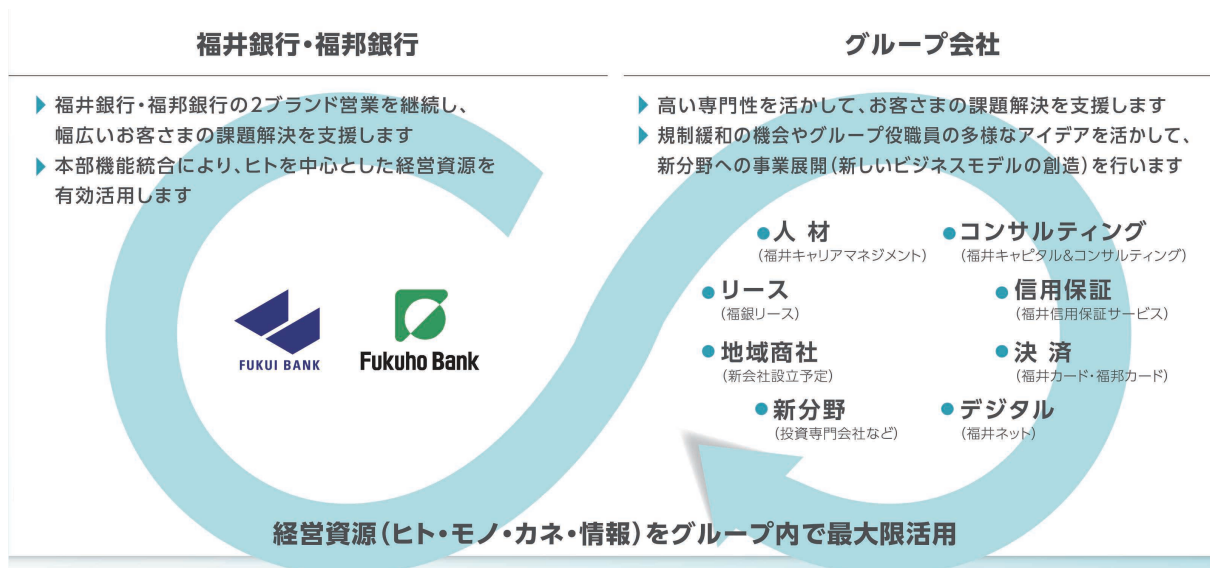 福井銀行・福邦銀行
福井銀行・福邦銀行の2ブランド営業を継続し、
幅広いお客さまの課題解決を支援します
本部機能統合により、ヒトを中心とした経営資源を
有効活用します
FUKUI BANK
Fukuho Bank
グループ会社
高い専門性を活かして、お客さまの課題解決を支援します
規制緩和の機会やグループ役職員の多様なアイデアを活かして、
新分野への事業展開(新しいビジネスモデルの創造)を行います
●人 材
(福井キャリアマネジメント)
●コンサルティング
(福井キャピタル&コンサルティング)
●リース
(福銀リース)
●信用保証
(福井信用保証サービス)
●地域商社
(新会社設立予定)
●決 済
(福井カード・福邦カード)
●新分野
(投資専門会社など)
●デジタル
(福井ネット)
経営資源(ヒト・モノ・カネ・情報)をグループ内で最大限活用